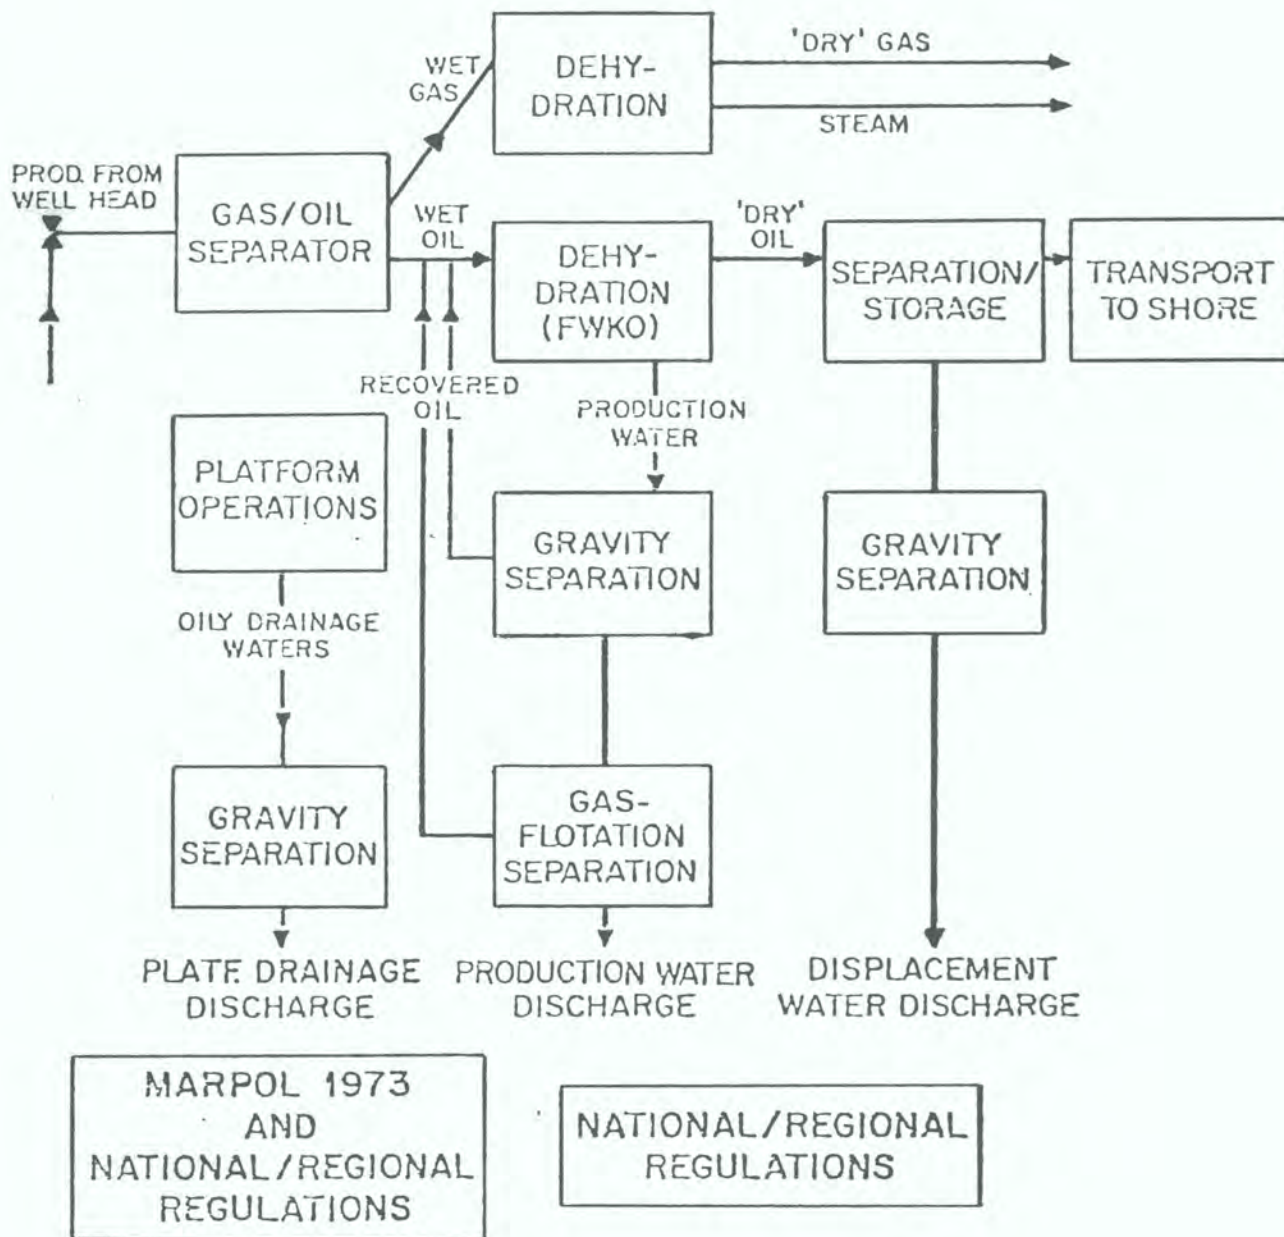 DEHY-
DRATION
'DRY' GAS
STEAM
WET
GAS
PROD. FROM
WELL HEAD
GAS/OIL
SEPARATOR
WET
OIL
DEHY-
DRATION
(FWKO)
'DRY'
OIL
SEPARATION/
STORAGE
TRANSPORT
TO SHORE
RECOVERED
OIL
PRODUCTION
WATER
PLATFORM
OPERATIONS
GRAVITY
SEPARATION
GRAVITY
SEPARATION
OILY DRAINAGE
WATERS
GRAVITY
SEPARATION
GAS-
FLOTATION
SEPARATION
PLATF. DRAINAGE
DISCHARGE
PRODUCTION WATER
DISCHARGE
DISPLACEMENT
WATER DISCHARGE
MARPOL 1973
AND
NATIONAL/REGIONAL
REGULATIONS
NATIONAL/REGIONAL
REGULATIONS